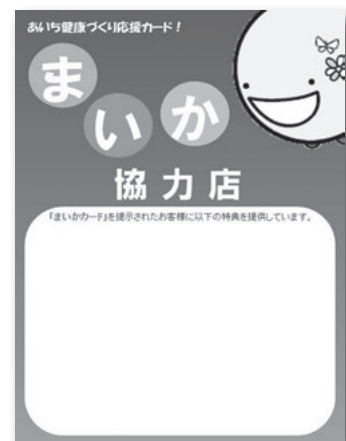 あいち健康づくり応援カード!
まいか
協力店
「まいかカード」を提示されたお客様に以下の特典を提供しています。